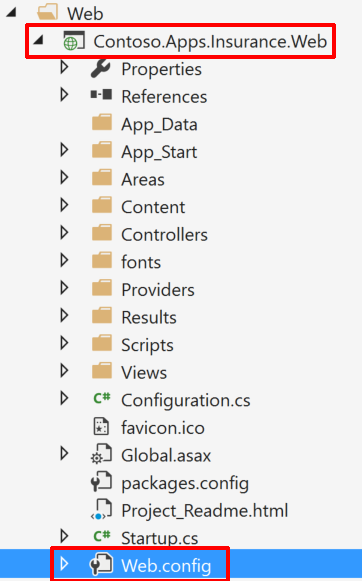 Web
Contoso.Apps.Insurance.Web
Properties
References
App_Data
App_Start
Areas
Content
Controllers
fonts
Providers
Results
Scripts
Views
C# Configuration.cs
favicon.ico
Global.asax
packages.config
Project_Readme.html
C# Startup.cs
Web.config